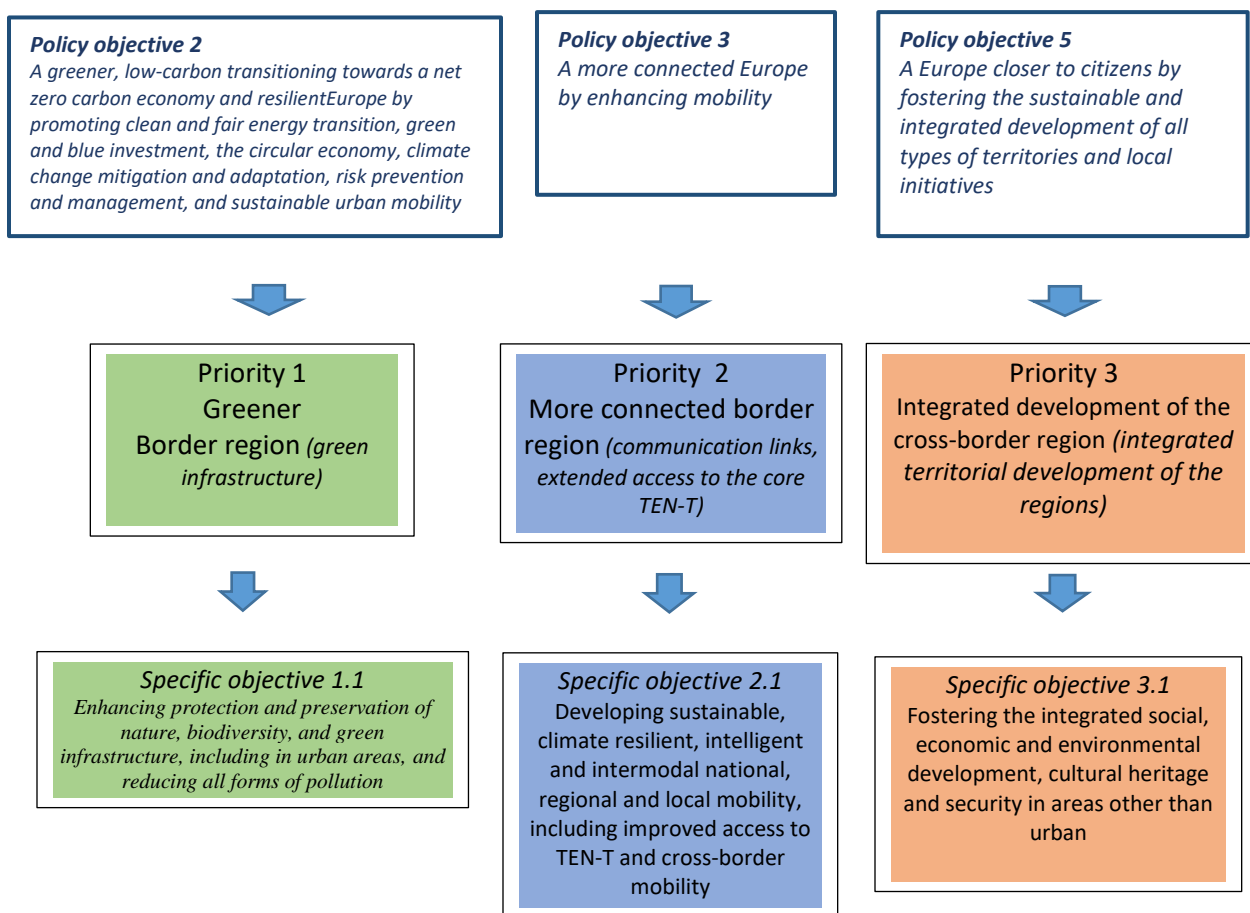 Policy objective 2
A greener, low-carbon transitioning towards a net
zero carbon economy and resilientEurope by
promoting clean and fair energy transition, green
and blue investment, the circular economy, climate
change mitigation and adaptation, risk prevention
and management, and sustainable urban mobility
Policy objective 3
A more connected Europe
by enhancing mobility
Policy objective 5
A Europe closer to citizens by
fostering the sustainable and
integrated development of all
types of territories and local
initiatives
Priority 1
Greener
Border region (green
infrastructure)
Priority 2
More connected border
region (communication links,
extended access to the core
TEN-T)
Priority 3
Integrated development of the
cross-border region (integrated
territorial development of the
regions)
Specific objective 1.1
Enhancing protection and preservation of
nature, biodiversity, and green
infrastructure, including in urban areas, and
reducing all forms of pollution
Specific objective 2.1
Developing sustainable,
climate resilient, intelligent
and intermodal national,
regional and local mobility,
including improved access to
TEN-T and cross-border
mobility
Specific objective 3.1
Fostering the integrated social,
economic and environmental
development, cultural heritage
and security in areas other than
urban